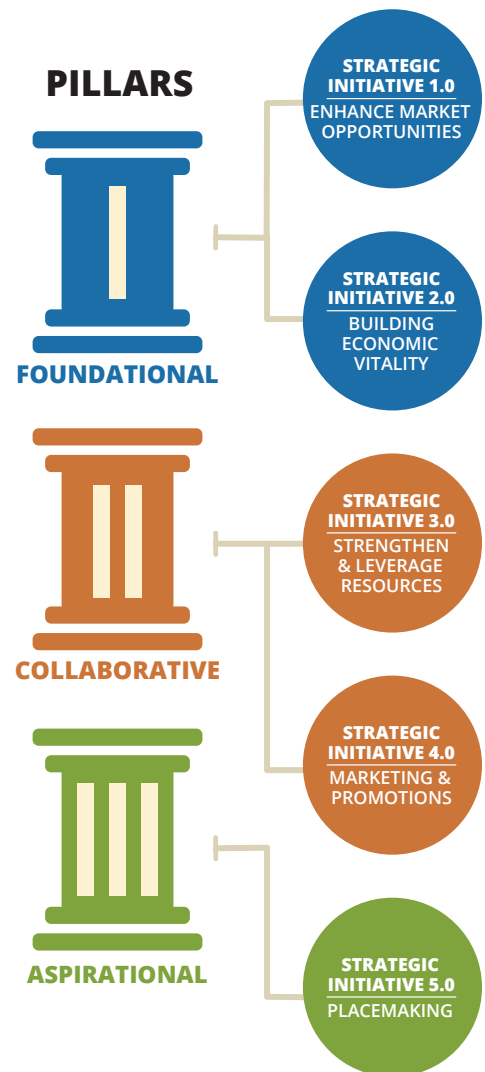 PILLARS
FOUNDATIONAL
STRATEGIC
INITIATIVE 1.0
ENHANCE MARKET
OPPORTUNITIES
STRATEGIC
INITIATIVE 2.0
BUILDING
ECONOMIC
VITALITY
COLLABORATIVE
STRATEGIC
INITIATIVE 3.0
STRENGTHEN
& LEVERAGE
RESOURCES
STRATEGIC
INITIATIVE 4.0
MARKETING &
PROMOTIONS
ASPIRATIONAL
STRATEGIC
INITIATIVE 5.0
PLACEMAKING